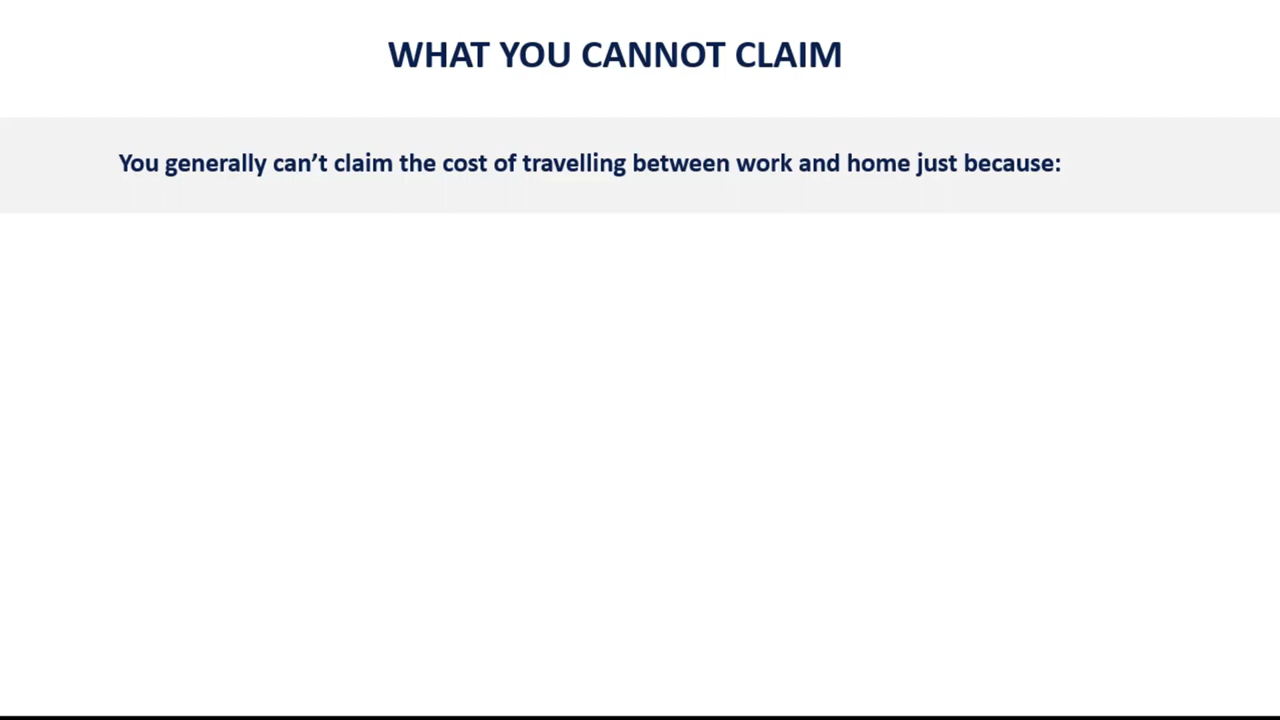 WHAT YOU CANNOT CLAIM
You generally can’t claim the cost of travelling between work and home just because: